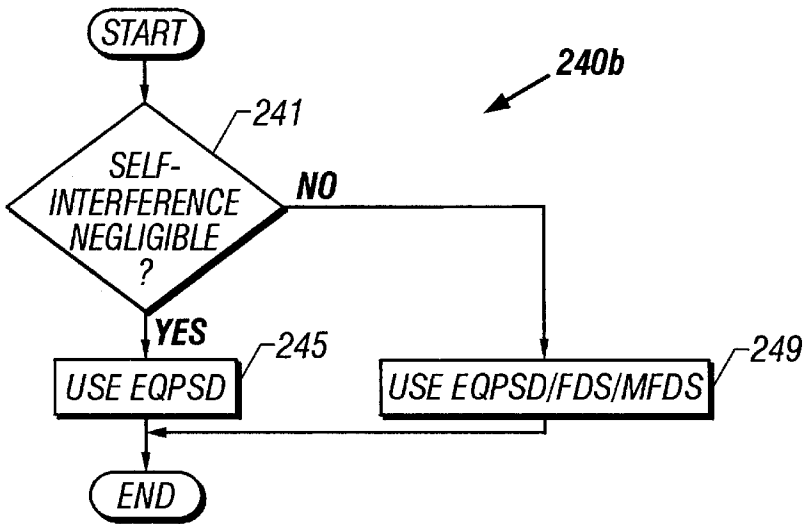 START
240b
241
SELF-
INTERFERENCE
NEGLIGIBLE
?
NO
YES
245
USE EQPSD
249
USE EQPSD/FDS/MFDS
END